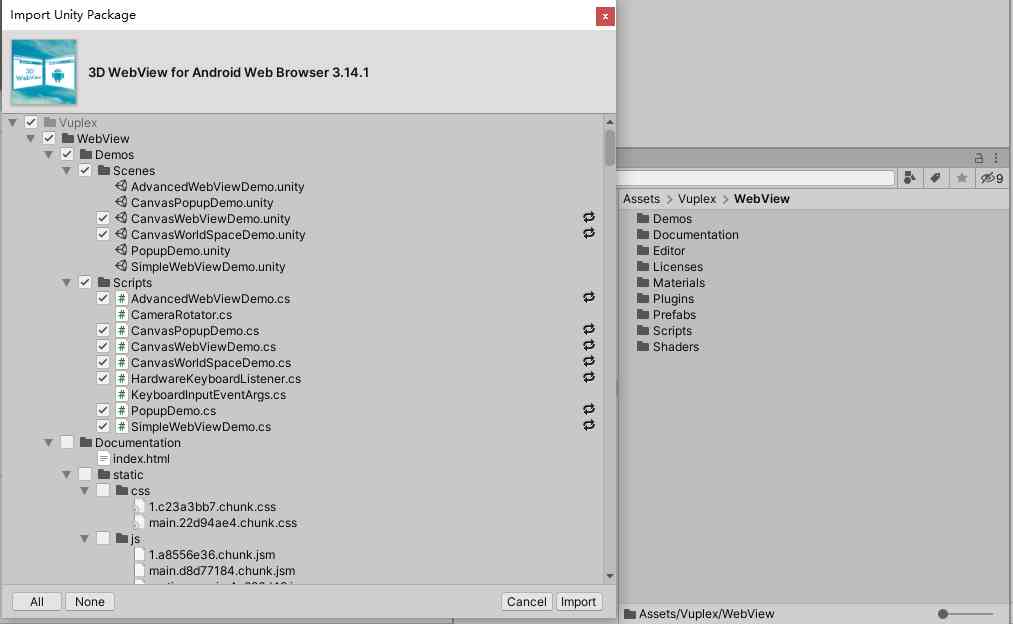 Import Unity Package
x
3D WebView for Android Web Browser 3.14.1
Vuplex
WebView
Demos
Scenes
AdvancedWebViewDemo.unity
CanvasPopupDemo.unity
CanvasWebViewDemo.unity
CanvasWorldSpaceDemo.unity
PopupDemo.unity
SimpleWebViewDemo.unity
Scripts
# AdvancedWebViewDemo.cs
# CameraRotator.cs
# CanvasPopupDemo.cs
# CanvasWebViewDemo.cs
# CanvasWorldSpaceDemo.cs
# HardwareKeyboardListener.cs
# KeyboardInputEventArgs.cs
# PopupDemo.cs
# SimpleWebViewDemo.cs
Documentation
index.html
static
css
1.c23a3bb7.chunk.css
main.22d94ae4.chunk.css
js
1.a8556e36.chunk.jsm
main.d8d77184.chunk.jsm
All None Cancel Import
9
Assets > Vuplex > WebView
Demos
Documentation
Editor
Licenses
Materials
Plugins
Prefabs
Scripts
Shaders
Assets/Vuplex/WebView